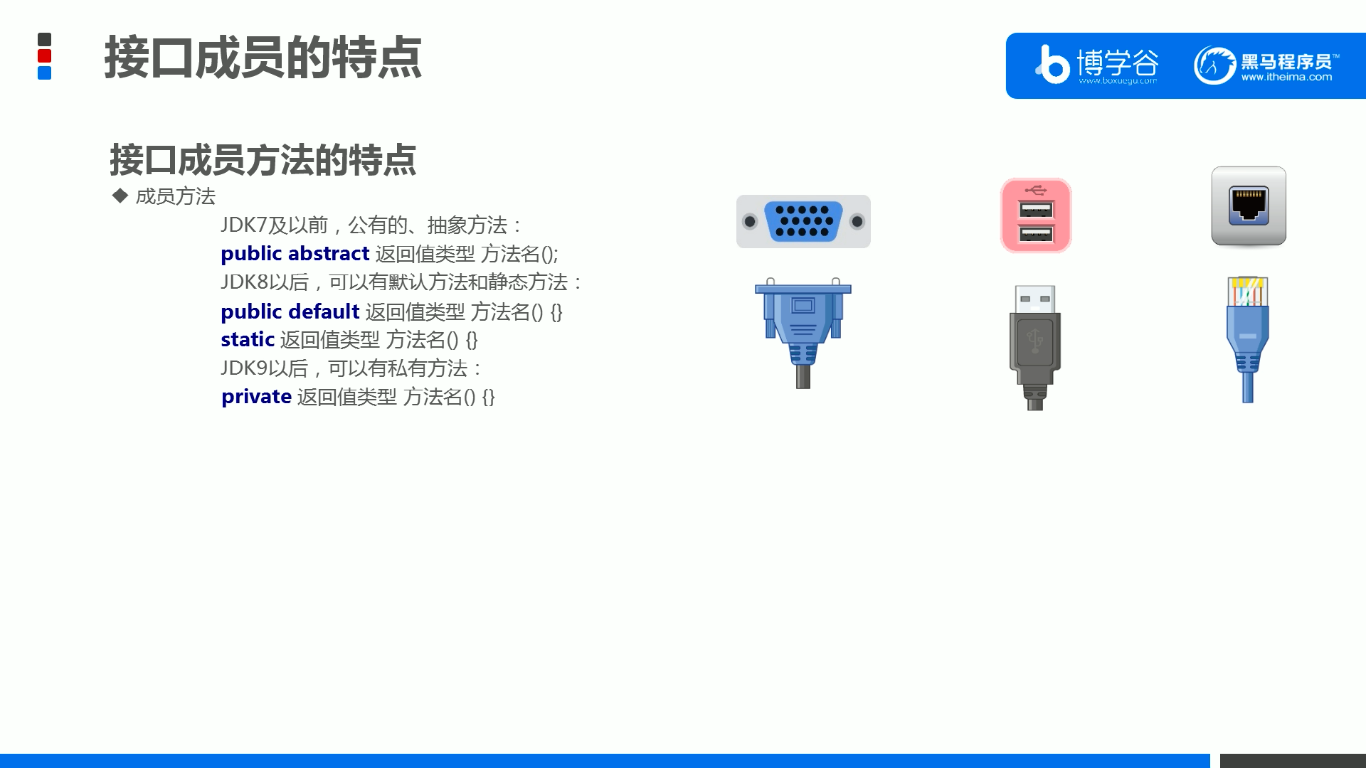 接口成员的特点
博学谷
www.boxuegu.com
黑马程序员™
www.itheima.com
接口成员方法的特点
◆ 成员方法
JDK7及以前，公有的、抽象方法：
public abstract 返回值类型 方法名();
JDK8以后，可以有默认方法和静态方法：
public default 返回值类型 方法名() {}
static 返回值类型 方法名() {}
JDK9以后，可以有私有方法：
private 返回值类型 方法名() {}